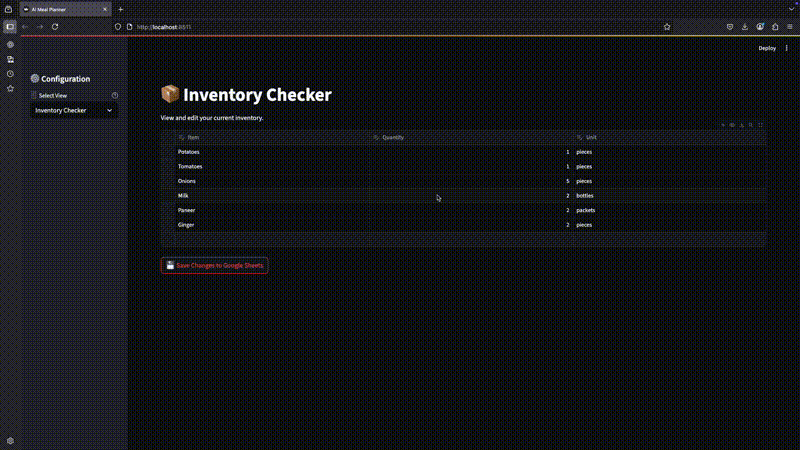 AI Meal Planner
http://localhost:8511
Deploy
Configuration
Select View
Inventory Checker
Inventory Checker
View and edit your current inventory.
Item Quantity Unit
Potatoes 1 pieces
Tomatoes 1 pieces
Onions 5 pieces
Milk 2 bottles
Paneer 2 packets
Ginger 2 pieces
Save Changes to Google Sheets